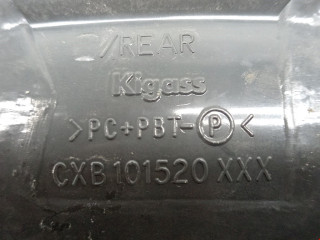 /REAR
Kigass
>PC+PBT-P<
CXB101520 XXX